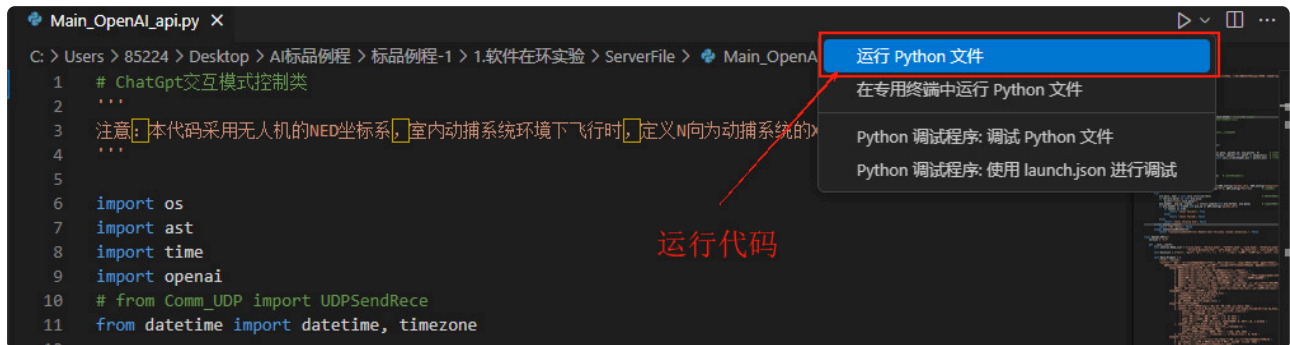 Main_OpenAI_api.py
C: > Users > 85224 > Desktop > AI标品例程 > 标品例程-1 > 1.软件在环实验 > ServerFile > Main_OpenA
运行 Python 文件
在专用终端中运行 Python 文件
Python 调试程序: 调试 Python 文件
Python 调试程序: 使用 launch.json 进行调试
1 # ChatGpt交互模式控制类
2 '''
3 注意：本代码采用无人机的NED坐标系，室内动捕系统环境下飞行时，定义N向为动捕系统的X
4 '''
5
6 import os
7 import ast
8 import time
9 import openai
10 # from Comm_UDP import UDPSendRece
11 from datetime import datetime, timezone
运行代码